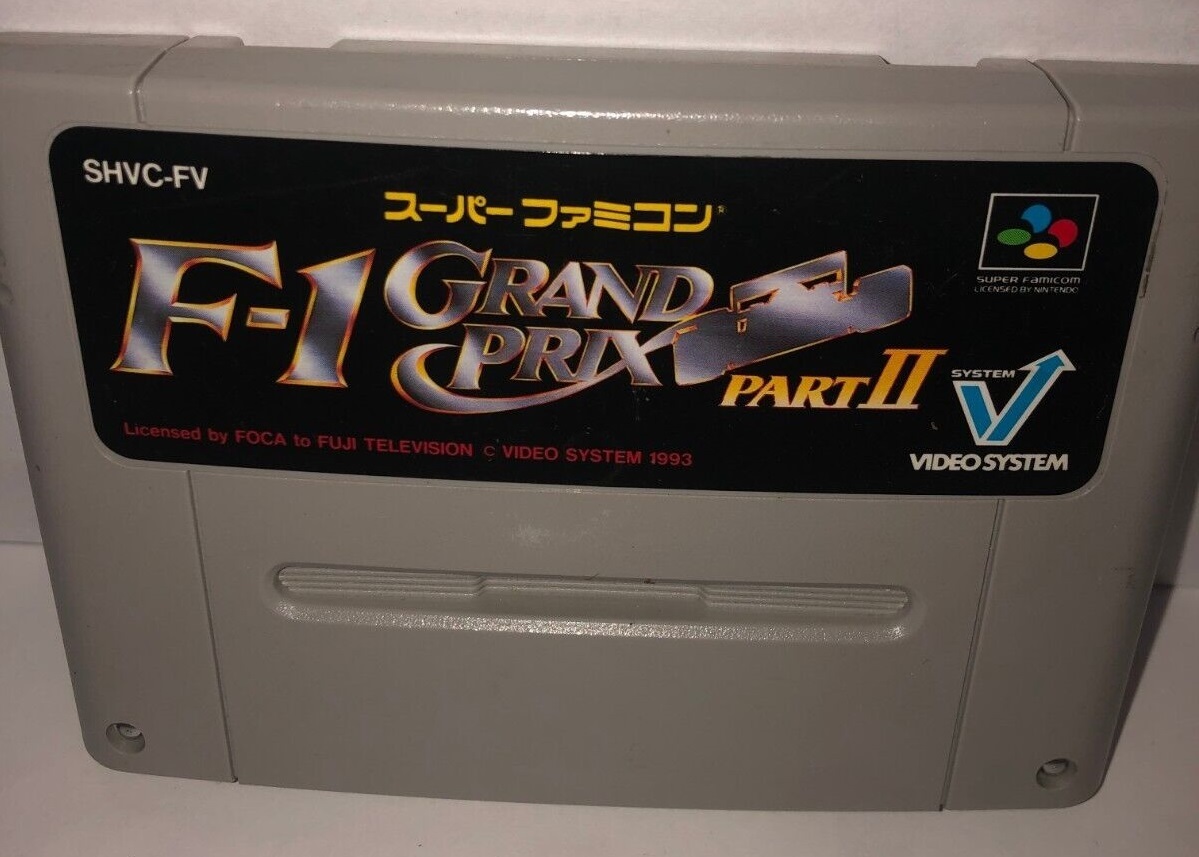 SHVC-FV
スーパーファミコン
F-1 GRAND
PRIX
PART II
SUPER FAMICOM
LICENSED BY NINTENDO
SYSTEM
V
VIDEO SYSTEM
Licensed by FOCA to FUJI TELEVISION © VIDEO SYSTEM 1993